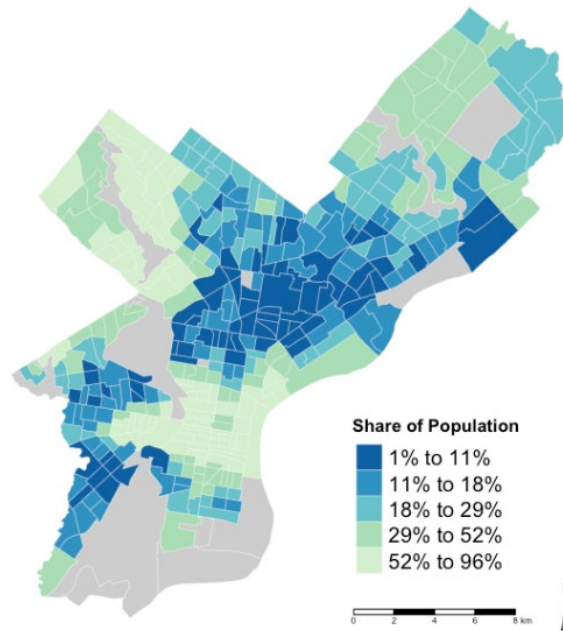 Share of Population
1% to 11%
11% to 18%
18% to 29%
29% to 52%
52% to 96%
0 2 4 6 8 km